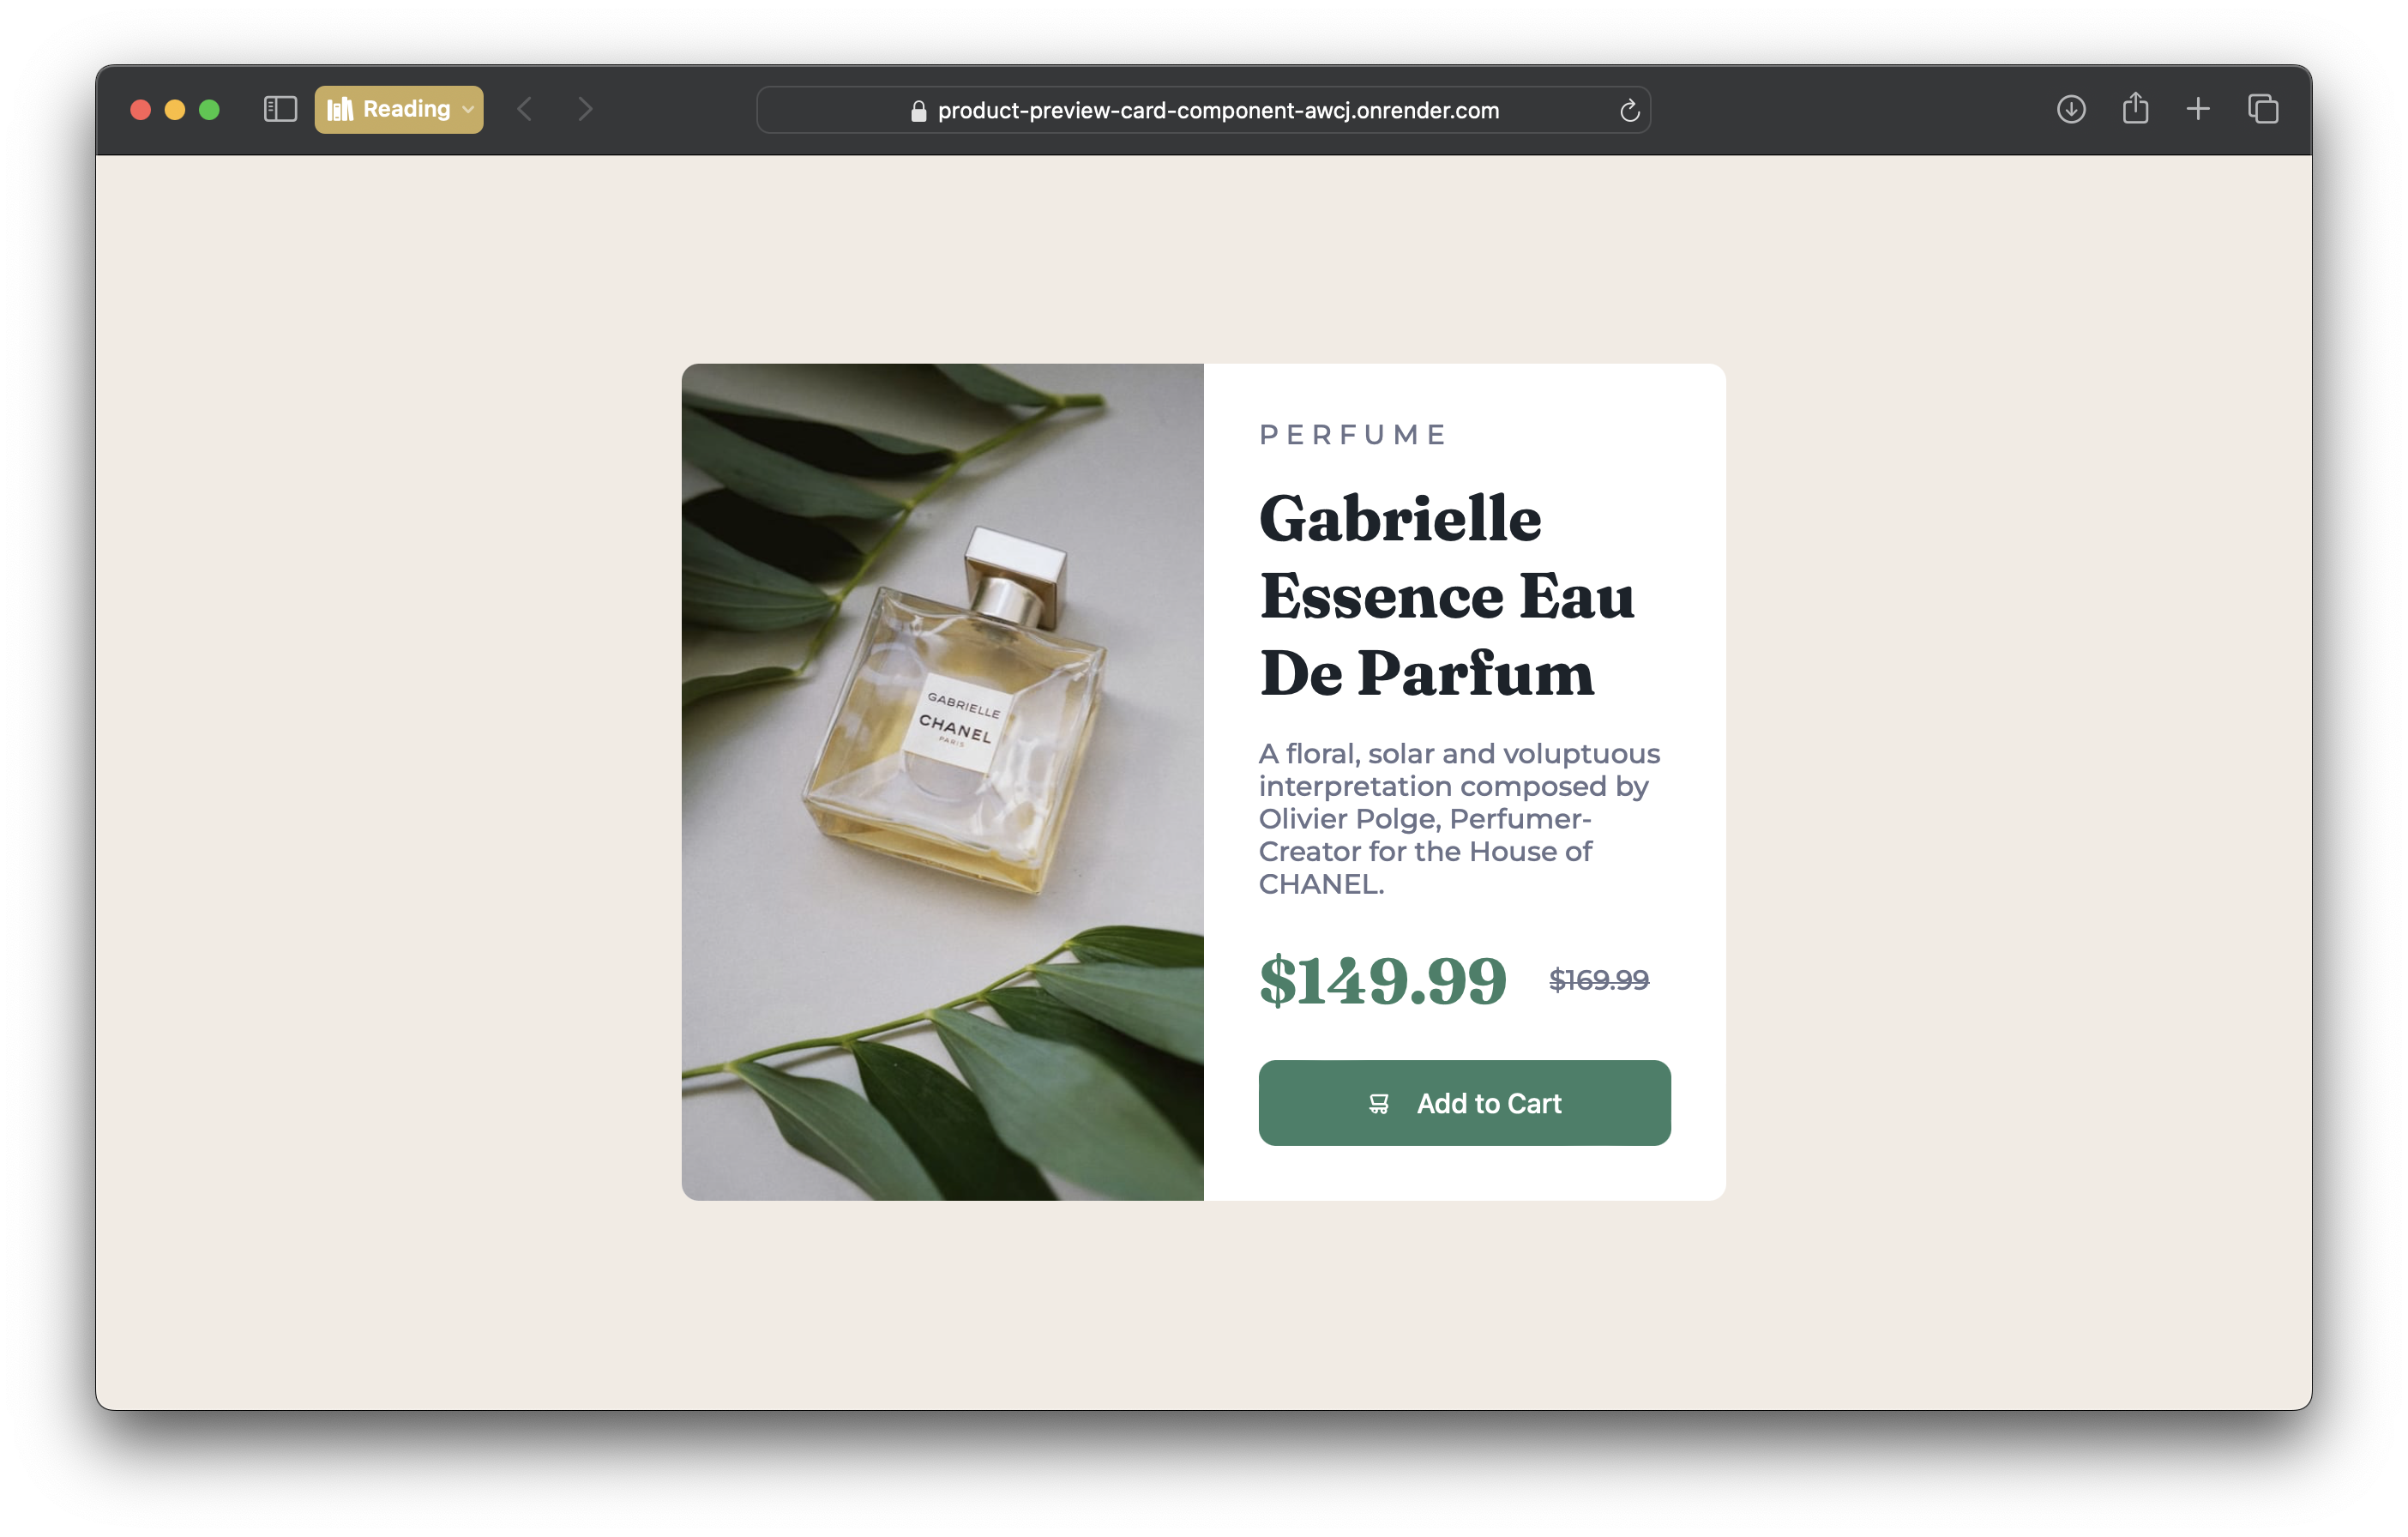 Reading
product-preview-card-component-awcj.onrender.com
GABRIELLE
CHANEL
PARIS
PERFUME
Gabrielle
Essence Eau
De Parfum
A floral, solar and voluptuous
interpretation composed by
Olivier Polge, Perfumer-
Creator for the House of
CHANEL.
$149.99 $169.99
Add to Cart